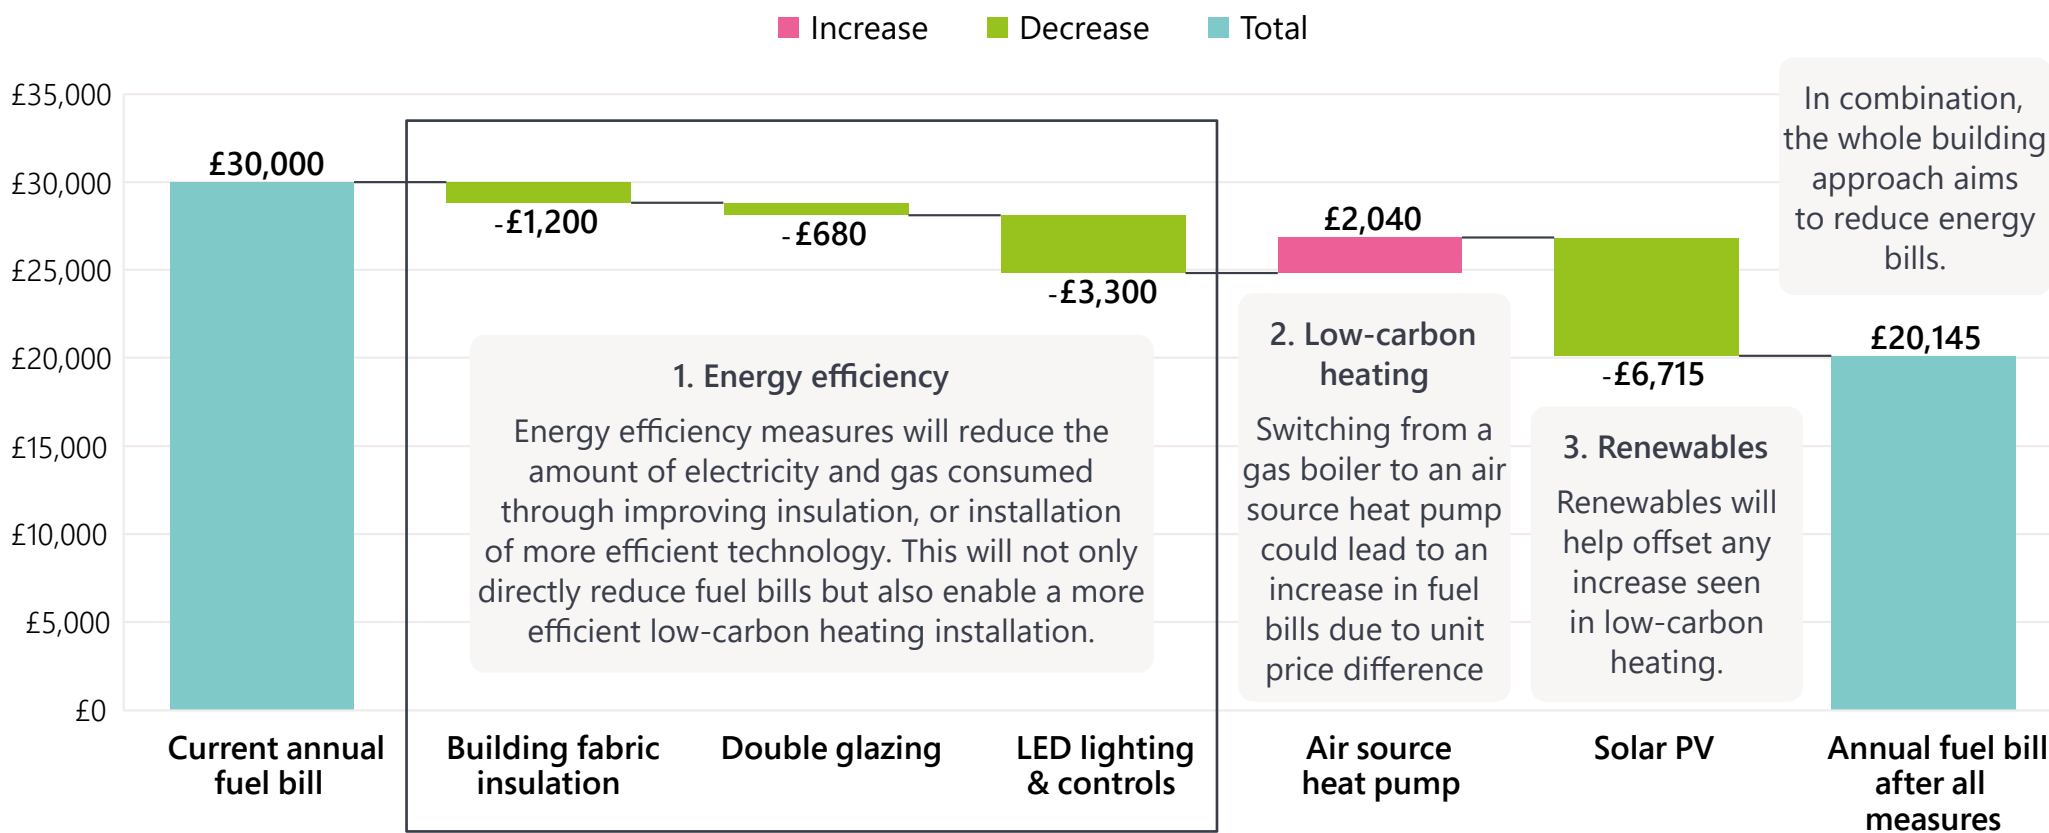 Increase
Decrease
Total
£35,000
£30,000
£25,000
£20,000
£15,000
£10,000
£5,000
£0
£30,000
-£1,200
-£680
-£3,300
£2,040
-£6,715
£20,145
In combination,
the whole building
approach aims
to reduce energy
bills.
1. Energy efficiency
Energy efficiency measures will reduce the
amount of electricity and gas consumed
through improving insulation, or installation
of more efficient technology. This will not only
directly reduce fuel bills but also enable a more
efficient low-carbon heating installation.
2. Low-carbon
heating
Switching from a
gas boiler to an air
source heat pump
could lead to an
increase in fuel
bills due to unit
price difference
3. Renewables
Renewables will
help offset any
increase seen
in low-carbon
heating.
Current annual
fuel bill
Building fabric
insulation
Double glazing
LED lighting
& controls
Air source
heat pump
Solar PV
Annual fuel bill
after all
measures